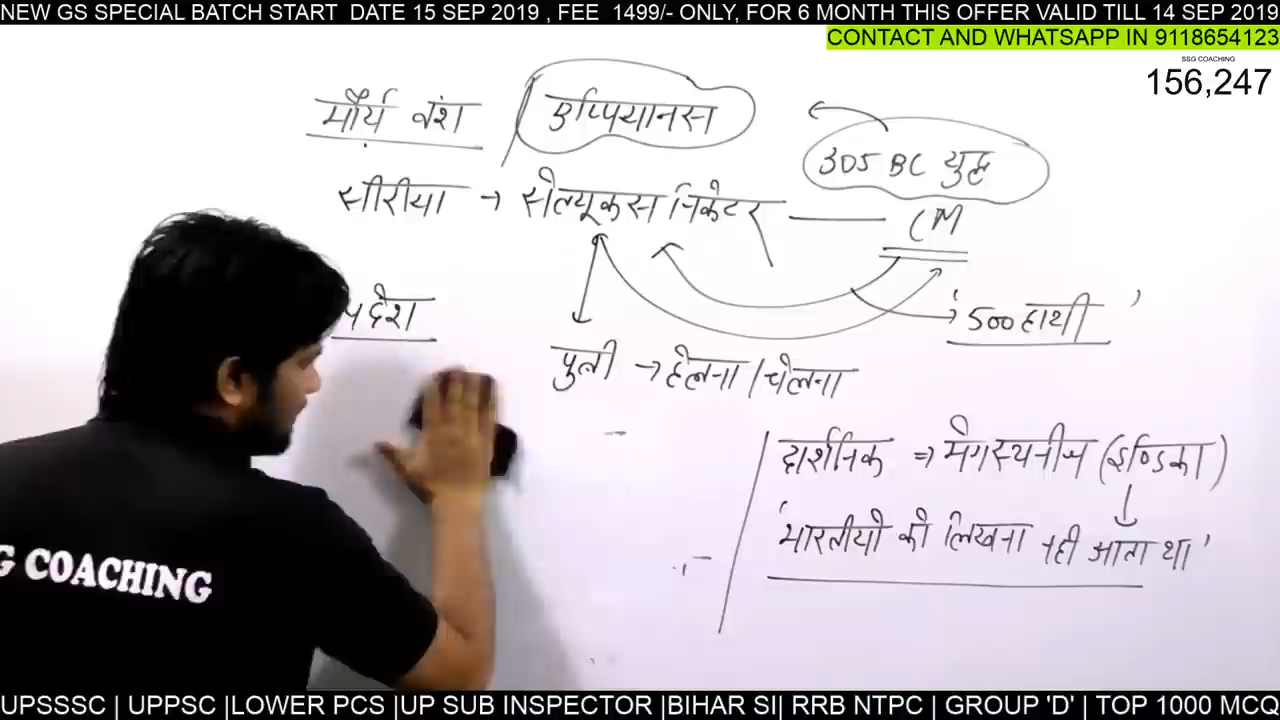 NEW GS SPECIAL BATCH START DATE 15 SEP 2019 , FEE 1499/- ONLY, FOR 6 MONTH THIS OFFER VALID TILL 14 SEP 2019
CONTACT AND WHATSAPP IN 9118654123
SSG COACHING
156,247
मौर्य वंश / एप्पियानस
305 BC युद्ध
सीरीया → सेल्यूकस निकेटर — CM
प्रदेश
'500 हाथी'
पुत्री → हेलना / चेलना
दार्शनिक ⇒ मेगस्थनीज (इण्डिका)
'भारतीयो को लिखना नही आता था'
G COACHING
UPSSSC | UPPSC |LOWER PCS |UP SUB INSPECTOR |BIHAR SI| RRB NTPC | GROUP 'D' | TOP 1000 MCQ